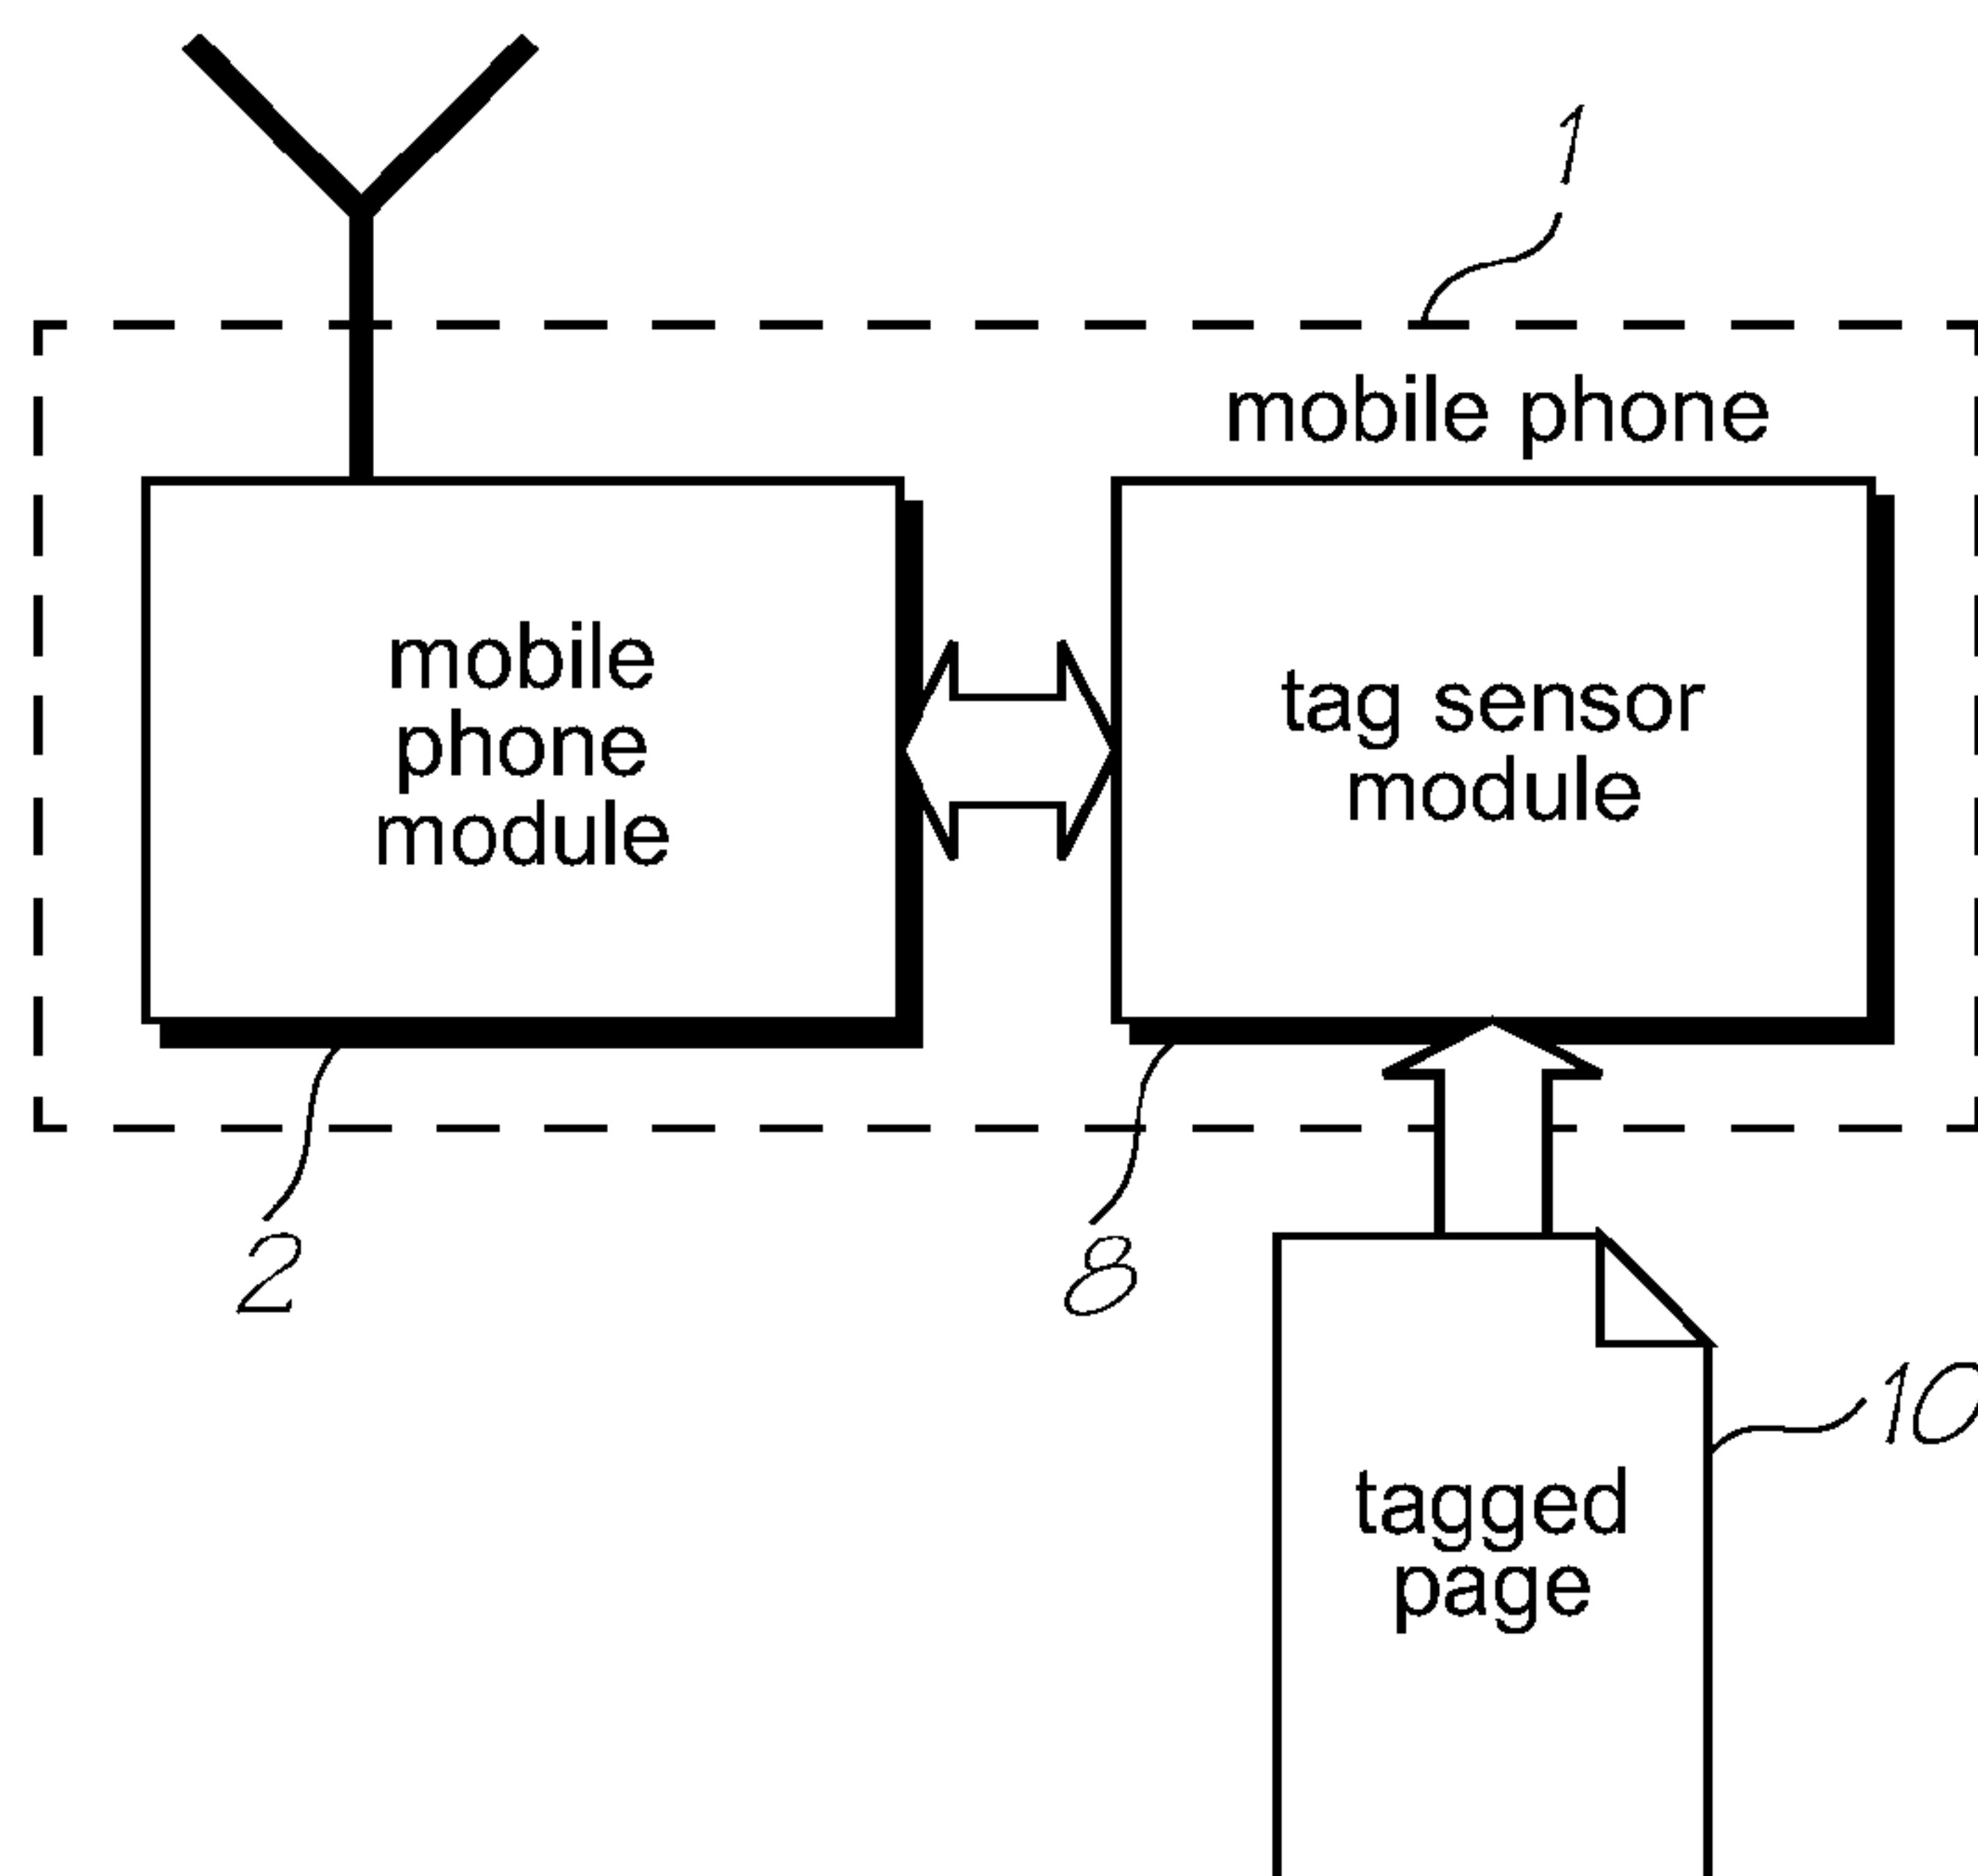 1
mobile phone
mobile
phone
module
tag sensor
module
2
8
10
tagged
page